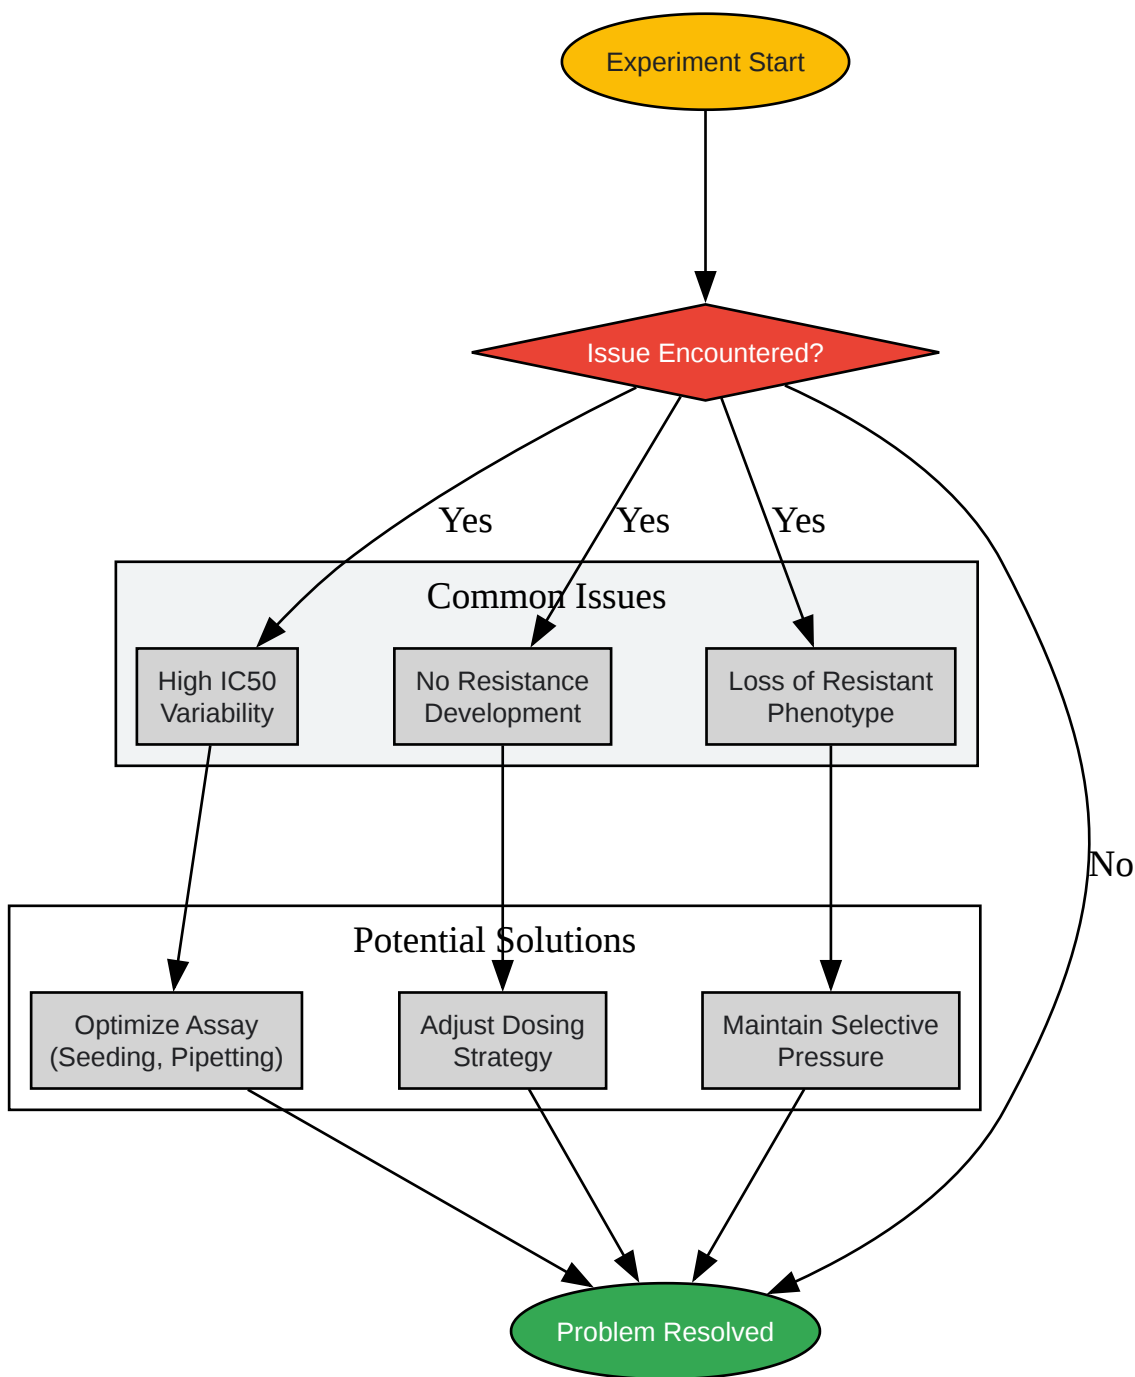 Experiment Start
Issue Encountered?
Yes
Yes
Yes
Common Issues
High IC50
Variability
No Resistance
Development
Loss of Resistant
Phenotype
No
Potential Solutions
Optimize Assay
(Seeding, Pipetting)
Adjust Dosing
Strategy
Maintain Selective
Pressure
Problem Resolved